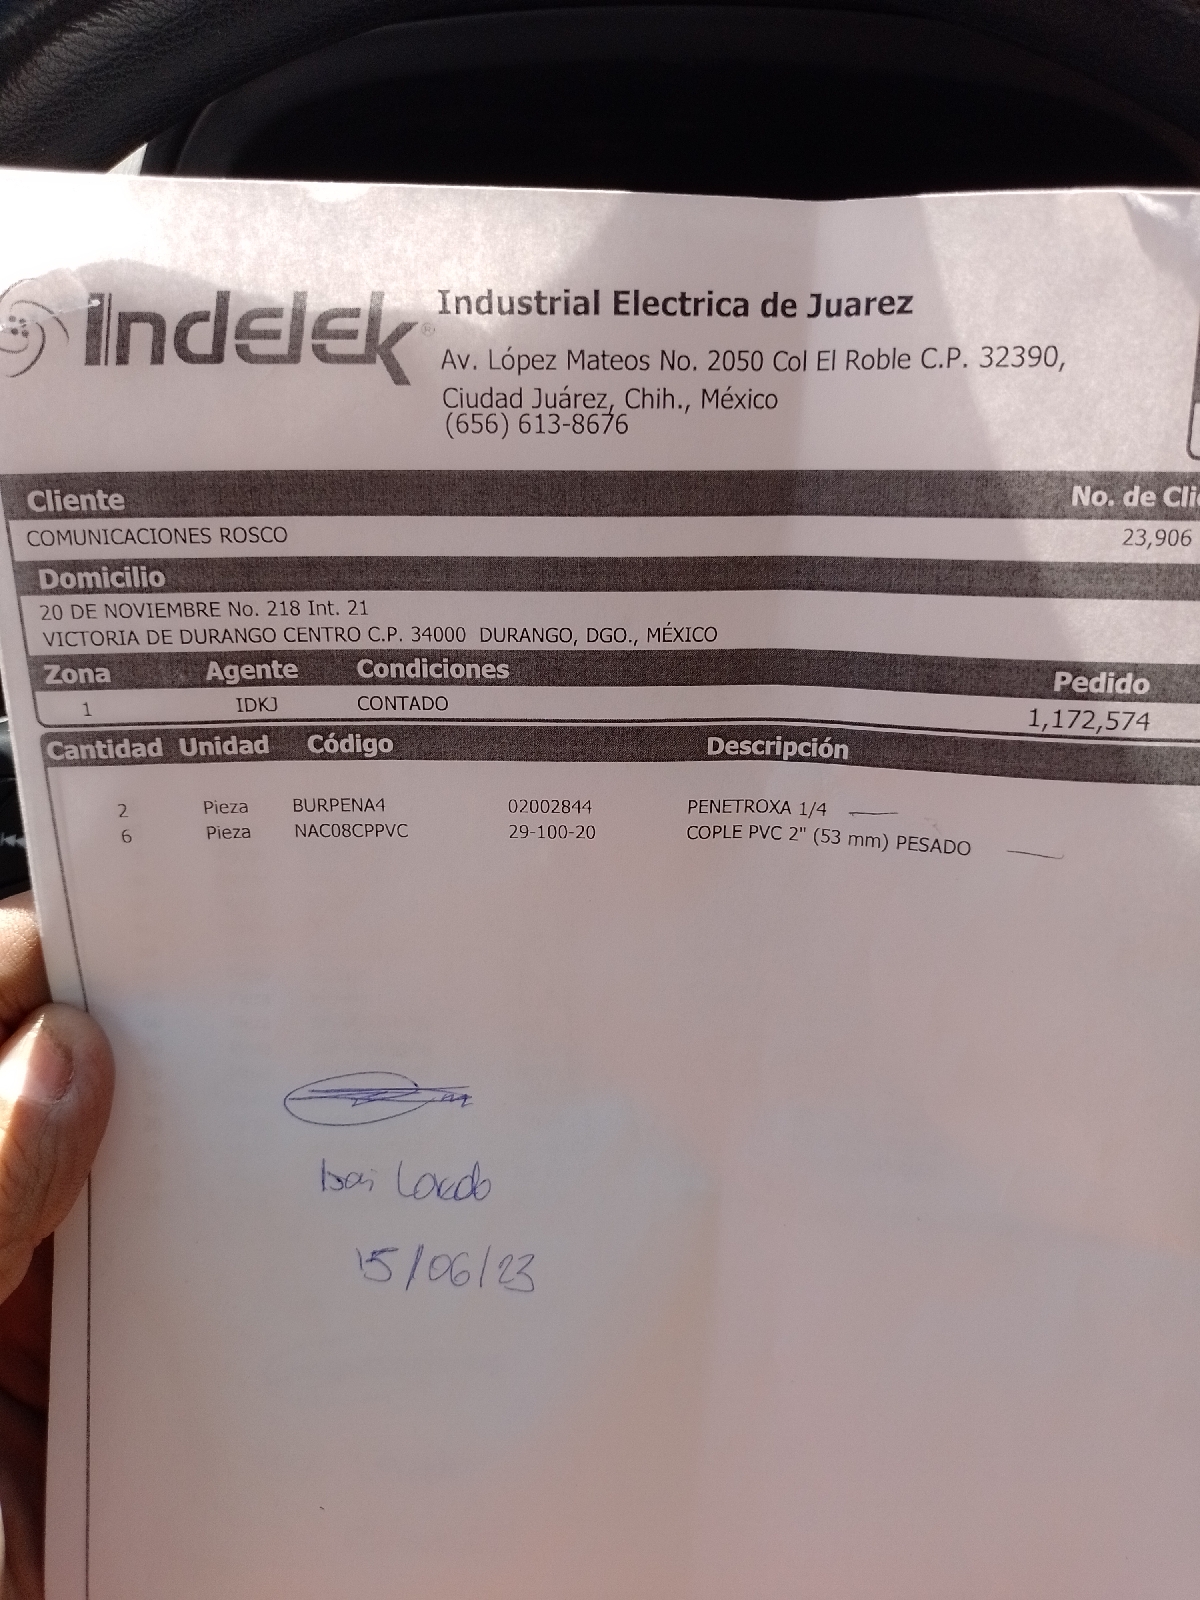 Indelek®
Industrial Electrica de Juarez
Av. López Mateos No. 2050 Col El Roble C.P. 32390,
Ciudad Juárez, Chih., México
(656) 613-8676
Cliente No. de Cli
COMUNICACIONES ROSCO 23,906
Domicilio
20 DE NOVIEMBRE No. 218 Int. 21
VICTORIA DE DURANGO CENTRO C.P. 34000 DURANGO, DGO., MÉXICO
Zona Agente Condiciones Pedido
1 IDKJ CONTADO 1,172,574
Cantidad Unidad Código Descripción
2 Pieza BURPENA4 02002844 PENETROXA 1/4
6 Pieza NAC08CPPVC 29-100-20 COPLE PVC 2" (53 mm) PESADO
15/06/23